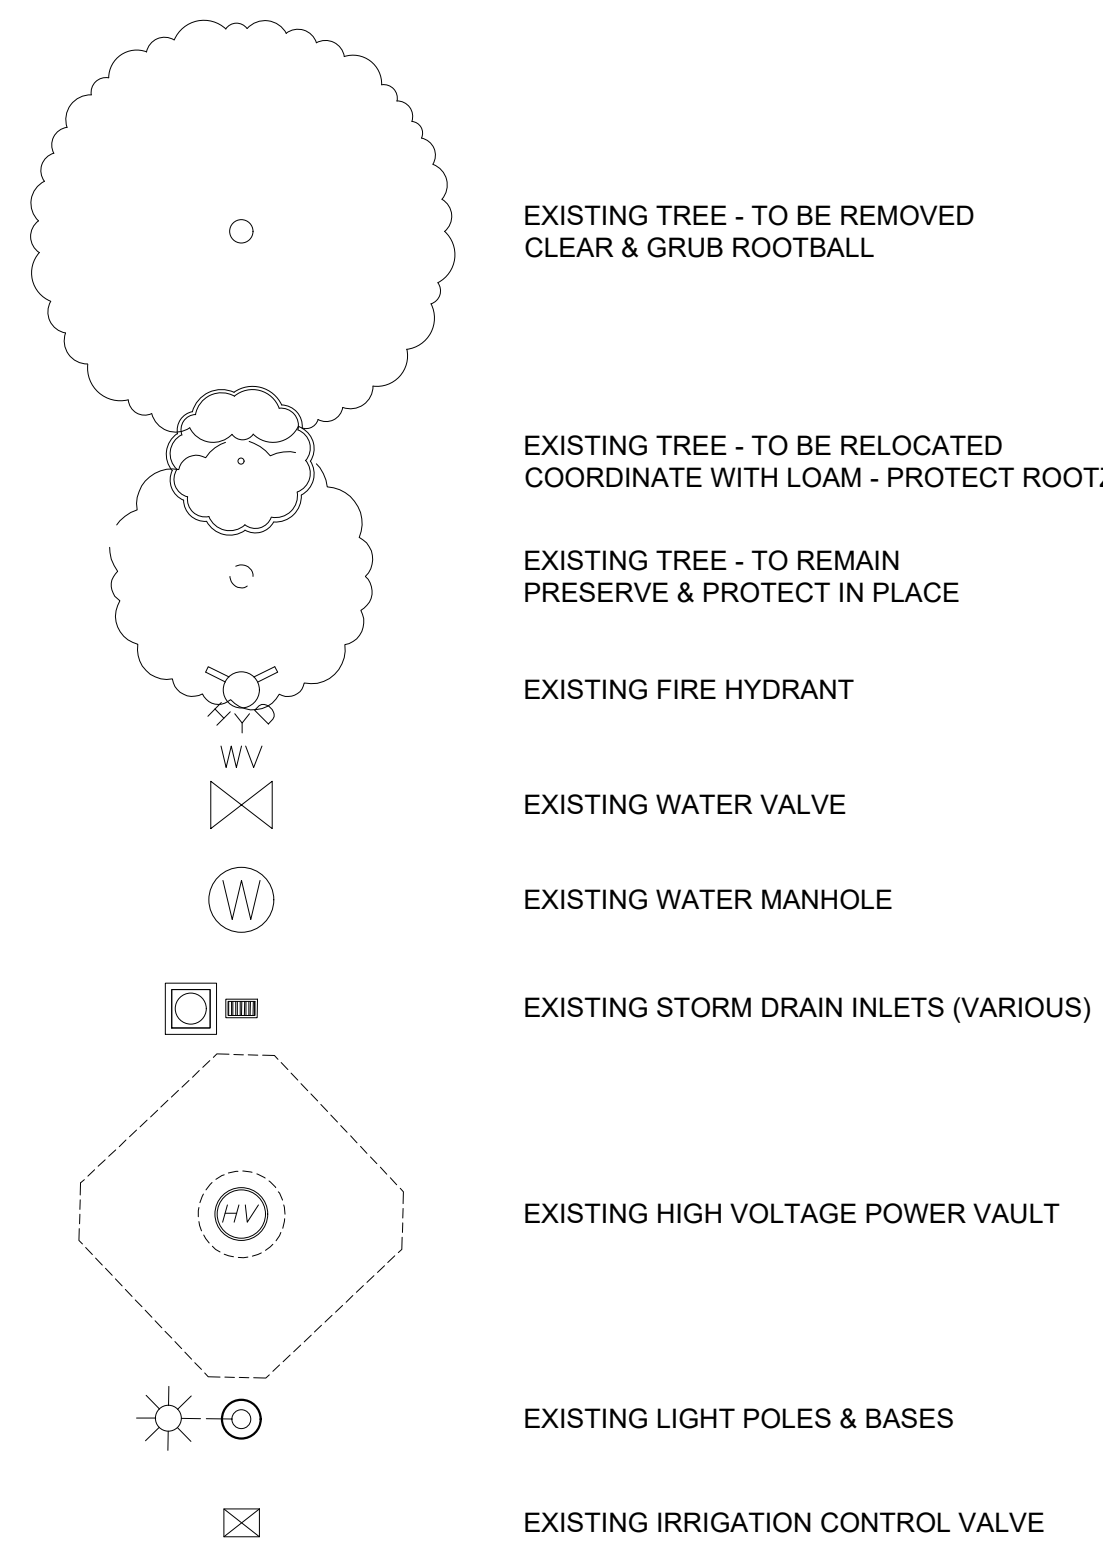 EXISTING TREE - TO BE REMOVED
CLEAR & GRUB ROOTBALL
EXISTING TREE - TO BE RELOCATED
COORDINATE WITH LOAM - PROTECT
EXISTING TREE - TO REMAIN
PRESERVE & PROTECT IN PLACE
EXISTING FIRE HYDRANT
HYD
WV
EXISTING WATER VALVE
W
EXISTING WATER MANHOLE
EXISTING STORM DRAIN INLETS (VARIOUS)
HV
EXISTING HIGH VOLTAGE POWER VAULT
EXISTING LIGHT POLES & BASES
EXISTING IRRIGATION CONTROL VALVE